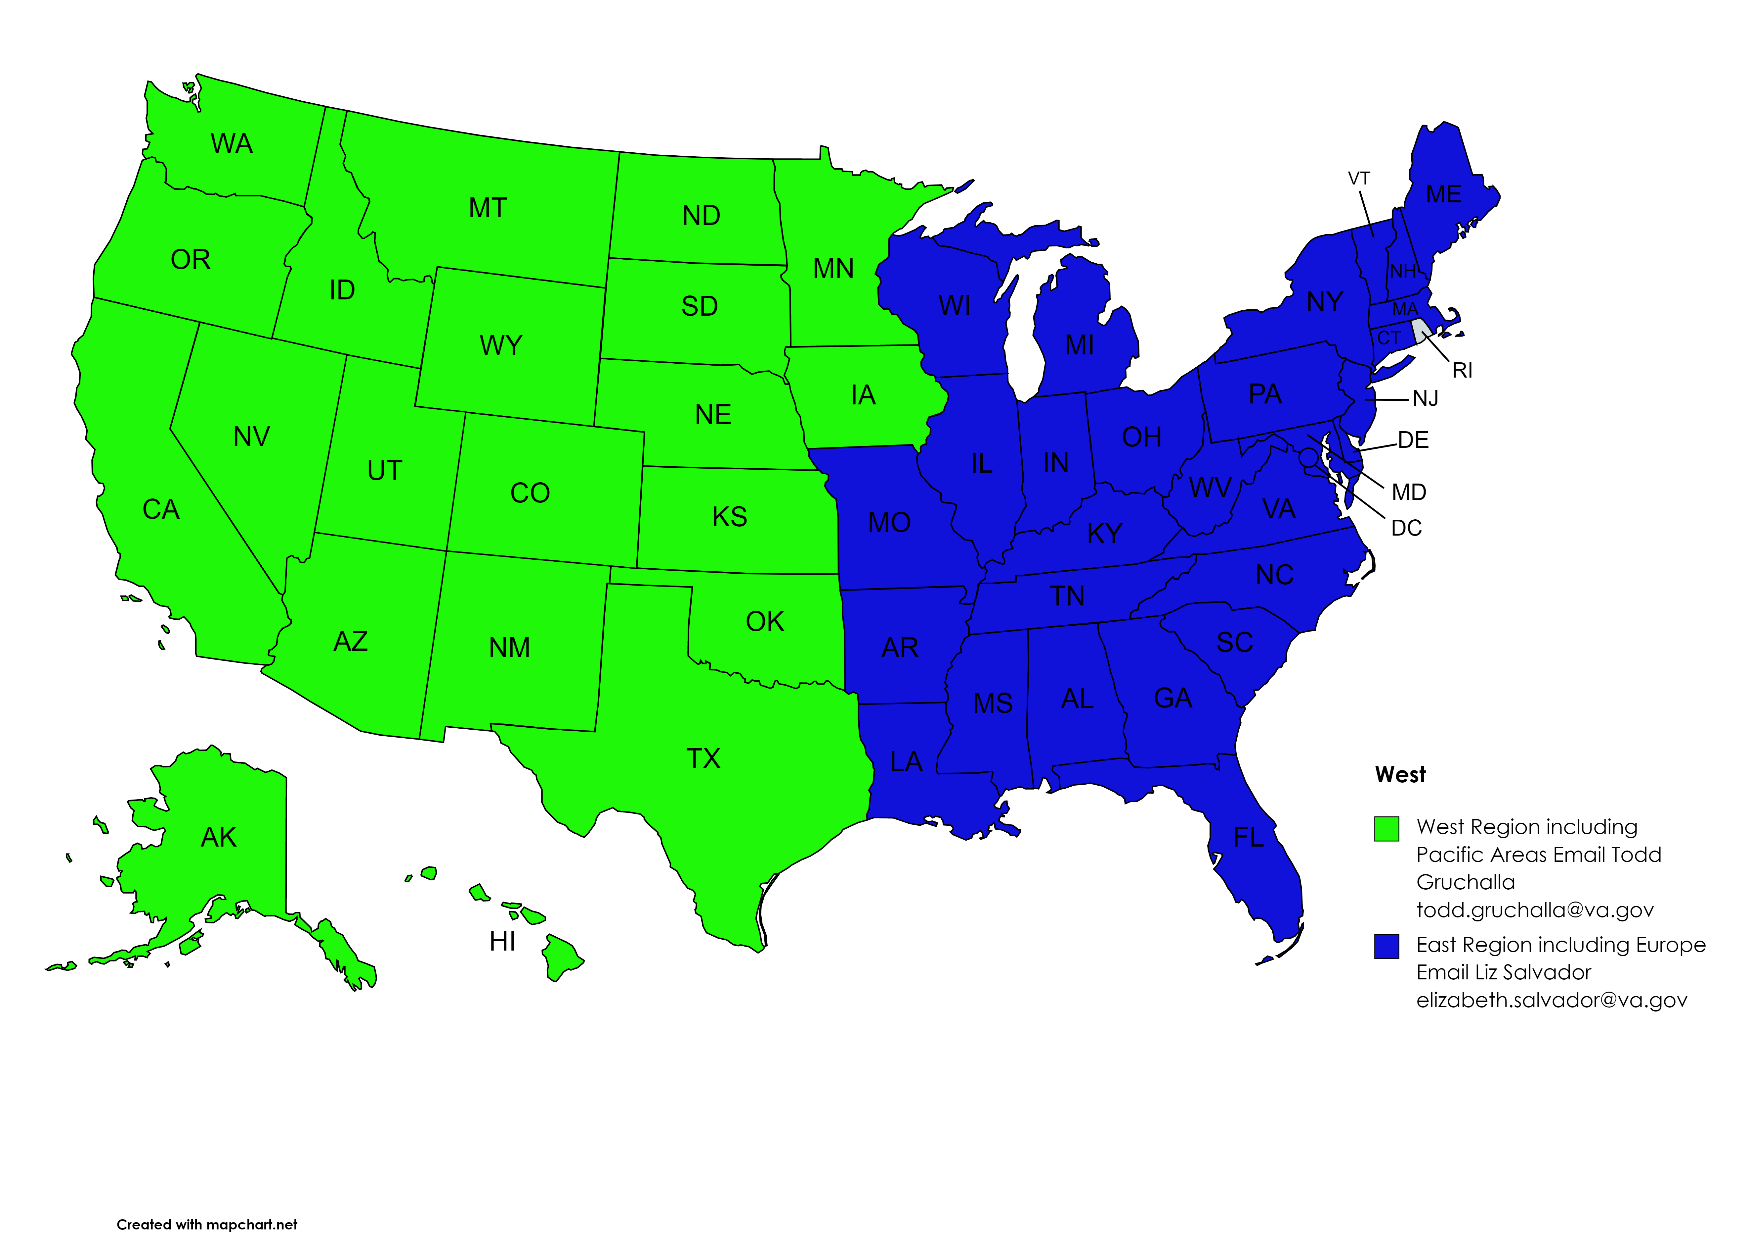 WA
MT
ND
MN
OR
ID
SD
WY
WI
MI
VT
ME
NH
NY
MA
CT
RI
NJ
PA
DE
IA
NE
NV
UT
CO
CA
KS
MO
IL
IN
OH
WV
VA
MD
DC
KY
NC
TN
AZ
NM
OK
AR
SC
MS
AL
GA
TX
LA
FL
AK
HI
West
West Region including
Pacific Areas Email Todd
Gruchalla
todd.gruchalla@va.gov
East Region including Europe
Email Liz Salvador
elizabeth.salvador@va.gov
Created with mapchart.net